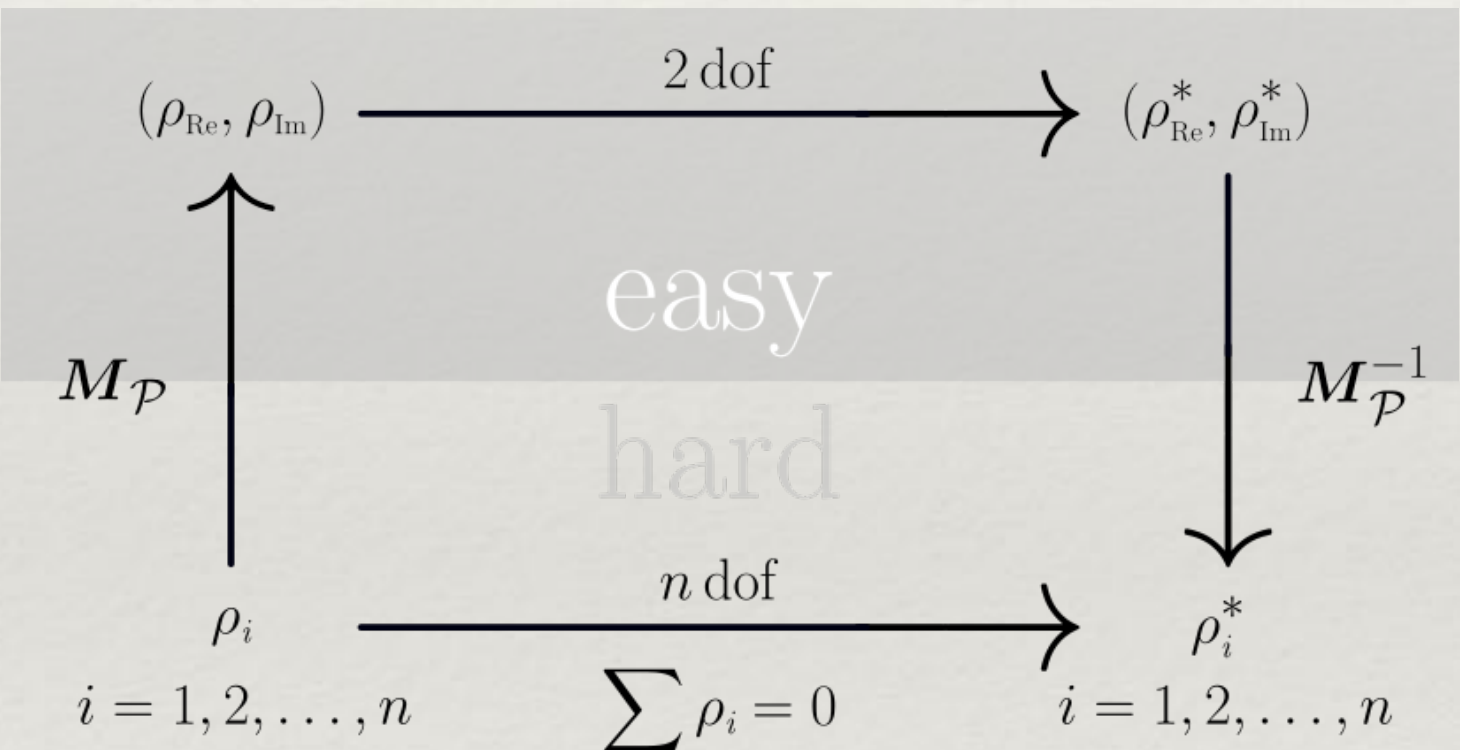 2 dof
(ρ_Re, ρ_Im) (ρ*_Re, ρ*_Im)
easy
M_𝒫 M_𝒫^{-1}
hard
n dof
ρ_i ρ*_i
i = 1, 2, . . . , n ∑ ρ_i = 0 i = 1, 2, . . . , n